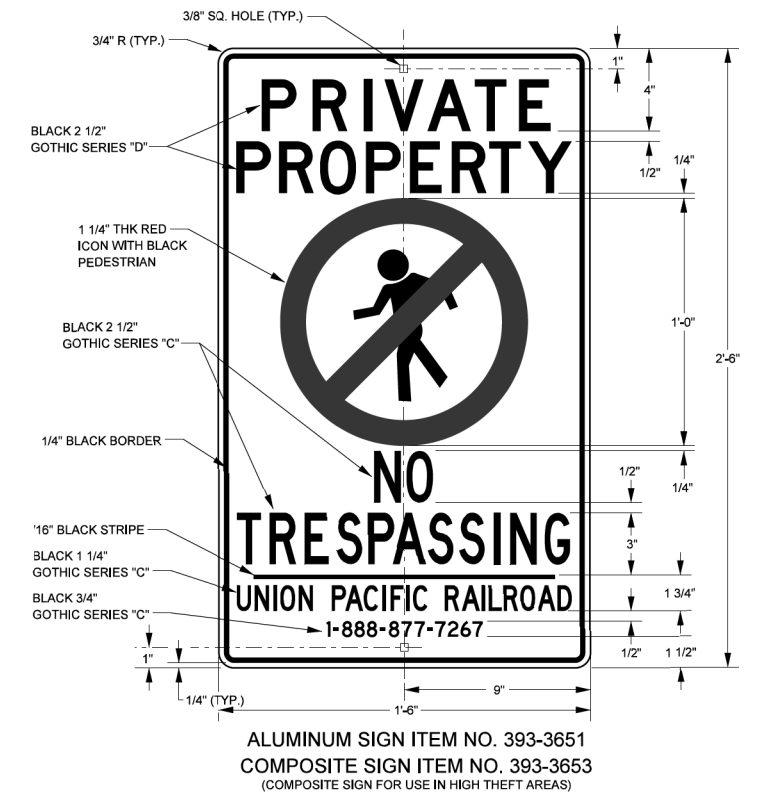 3/8" SQ. HOLE (TYP.)
3/4" R (TYP.)
1"
4"
PRIVATE
BLACK 2 1/2"
GOTHIC SERIES "D"
PROPERTY
1/2"
1/4"
1 1/4" THK RED
ICON WITH BLACK
PEDESTRIAN
BLACK 2 1/2"
GOTHIC SERIES "C"
1'-0"
2'-6"
1/4" BLACK BORDER
NO
1/2"
1/4"
TRESPASSING
3"
/16" BLACK STRIPE
BLACK 1 1/4"
GOTHIC SERIES "C"
UNION PACIFIC RAILROAD
1 3/4"
BLACK 3/4"
GOTHIC SERIES "C"
1-888-877-7267
1/2"
1 1/2"
1"
1/4" (TYP.)
9"
1'-6"
ALUMINUM SIGN ITEM NO. 393-3651
COMPOSITE SIGN ITEM NO. 393-3653
(COMPOSITE SIGN FOR USE IN HIGH THEFT AREAS)